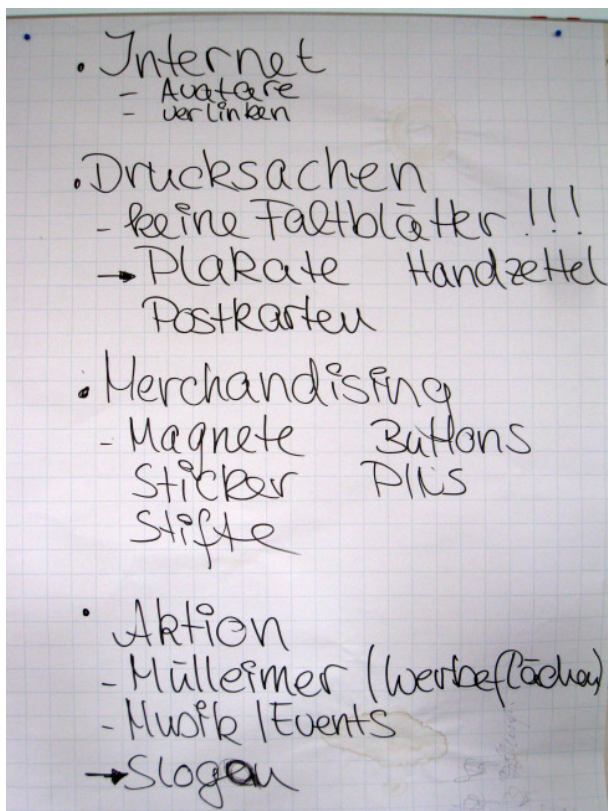 • Internet
- Avatare
- verlinken
• Drucksachen
- keine Faltblätter !!!
→ Plakate Handzettel
Postkarten
• Merchandising
- Magnete Buttons
Sticker Pins
Stifte
• Aktion
- Mülleimer (Werbeflächen)
- Musik / Events
→ Slogan